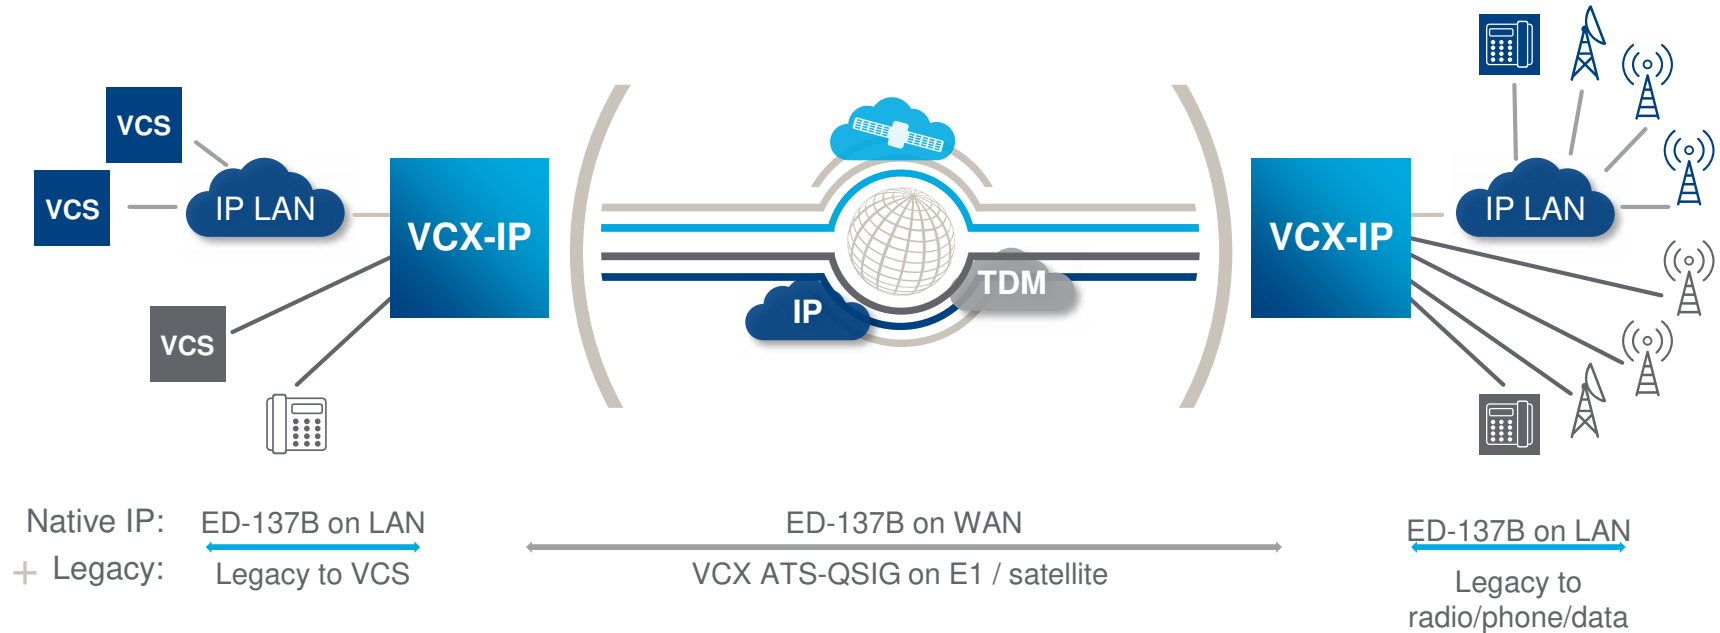 VCS
VCS
IP LAN
VCX-IP
VCS
IP
TDM
VCX-IP
IP LAN
Native IP:
ED-137B on LAN
ED-137B on WAN
ED-137B on LAN
+ Legacy:
Legacy to VCS
VCX ATS-QSIG on E1 / satellite
Legacy to
radio/phone/data